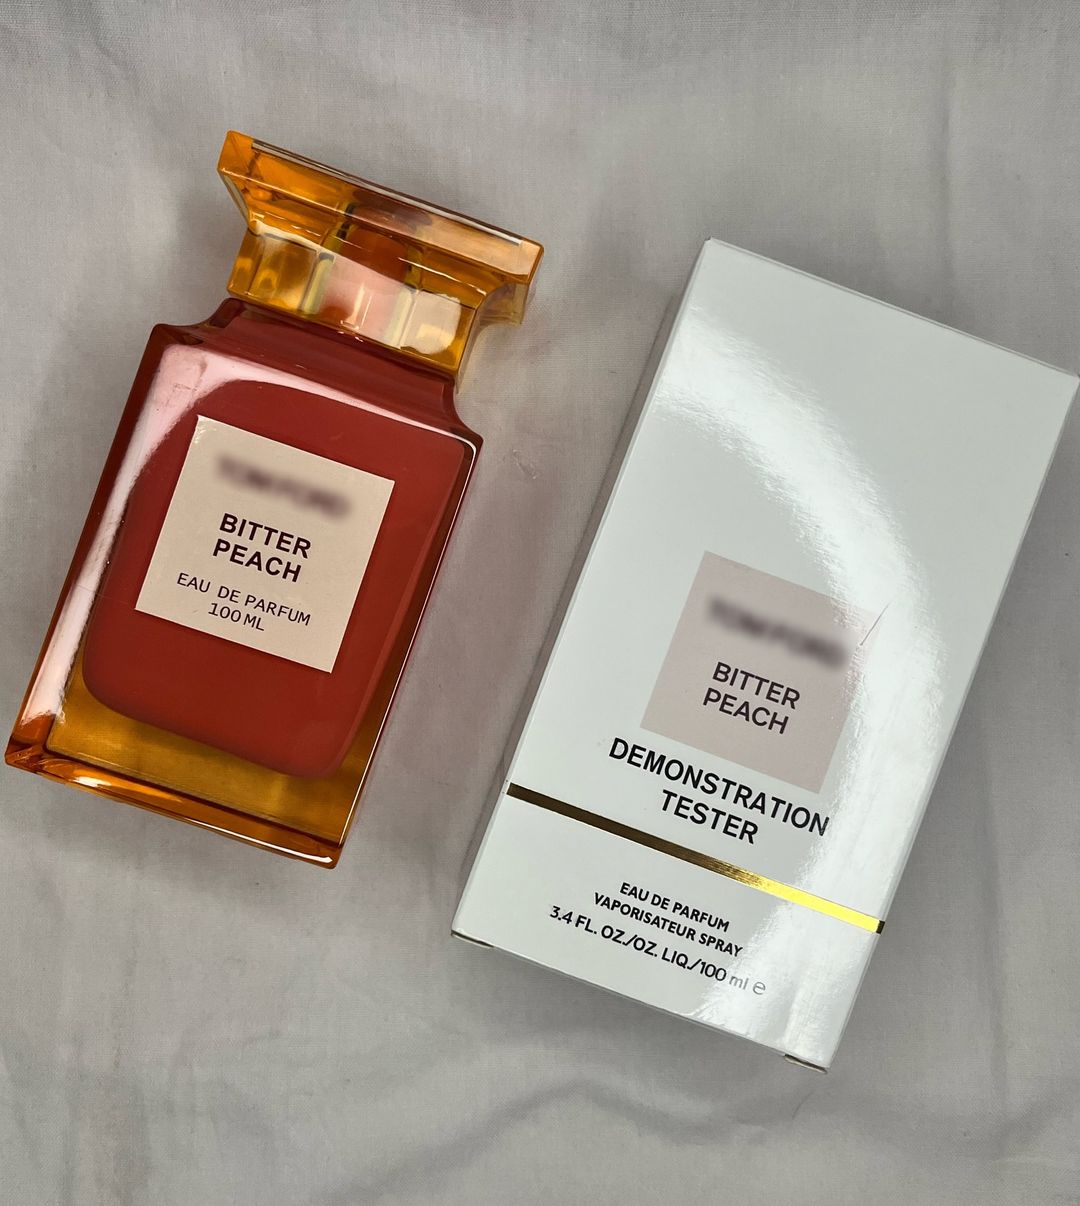 BITTER
PEACH
EAU DE PARFUM
100 ML
BITTER
PEACH
DEMONSTRATION
TESTER
EAU DE PARFUM
VAPORISATEUR SPRAY
3.4 FL. OZ./OZ. LIQ./100 ml e